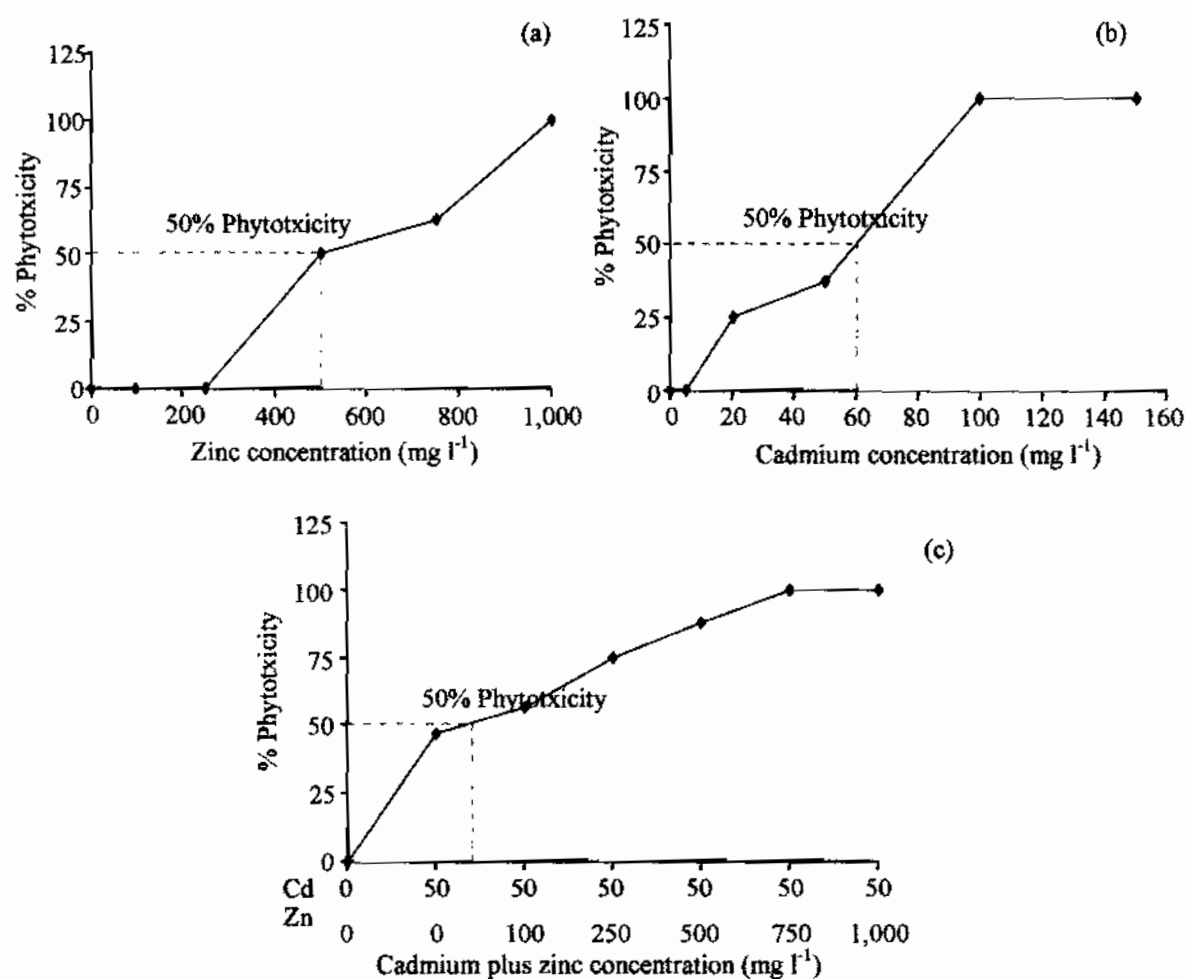 (a)
125
100
75
50
25
0
% Phytotxicity
50% Phytotxicity
0 200 400 600 800 1,000
Zinc concentration (mg l⁻¹)
(b)
125
100
75
50
25
0
% Phytotxicity
50% Phytotxicity
0 20 40 60 80 100 120 140 160
Cadmium concentration (mg l⁻¹)
(c)
125
100
75
50
25
0
% Phytotxicity
50% Phytotxicity
Cd 0 50 50 50 50 50 50
Zn 0 0 100 250 500 750 1,000
Cadmium plus zinc concentration (mg l⁻¹)